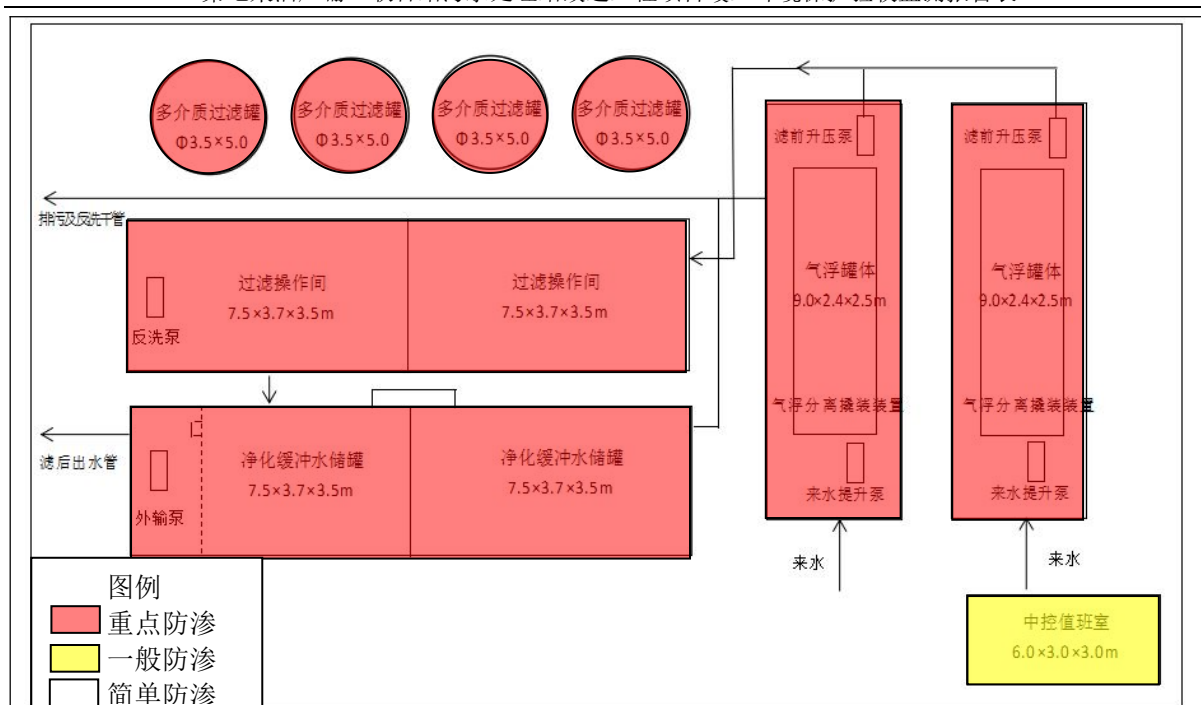 多介质过滤罐
Φ3.5×5.0
多介质过滤罐
Φ3.5×5.0
多介质过滤罐
Φ3.5×5.0
多介质过滤罐
Φ3.5×5.0
滤前升压泵
滤前升压泵
排污及反洗干管
过滤操作间
7.5×3.7×3.5m
过滤操作间
7.5×3.7×3.5m
反洗泵
气浮罐体
9.0×2.4×2.5m
气浮罐体
9.0×2.4×2.5m
气浮分离撬装装置
气浮分离撬装装置
滤后出水管
净化缓冲水储罐
7.5×3.7×3.5m
净化缓冲水储罐
7.5×3.7×3.5m
外输泵
来水提升泵
来水提升泵
来水
来水
中控值班室
6.0×3.0×3.0m
图例
重点防渗
一般防渗
简单防渗